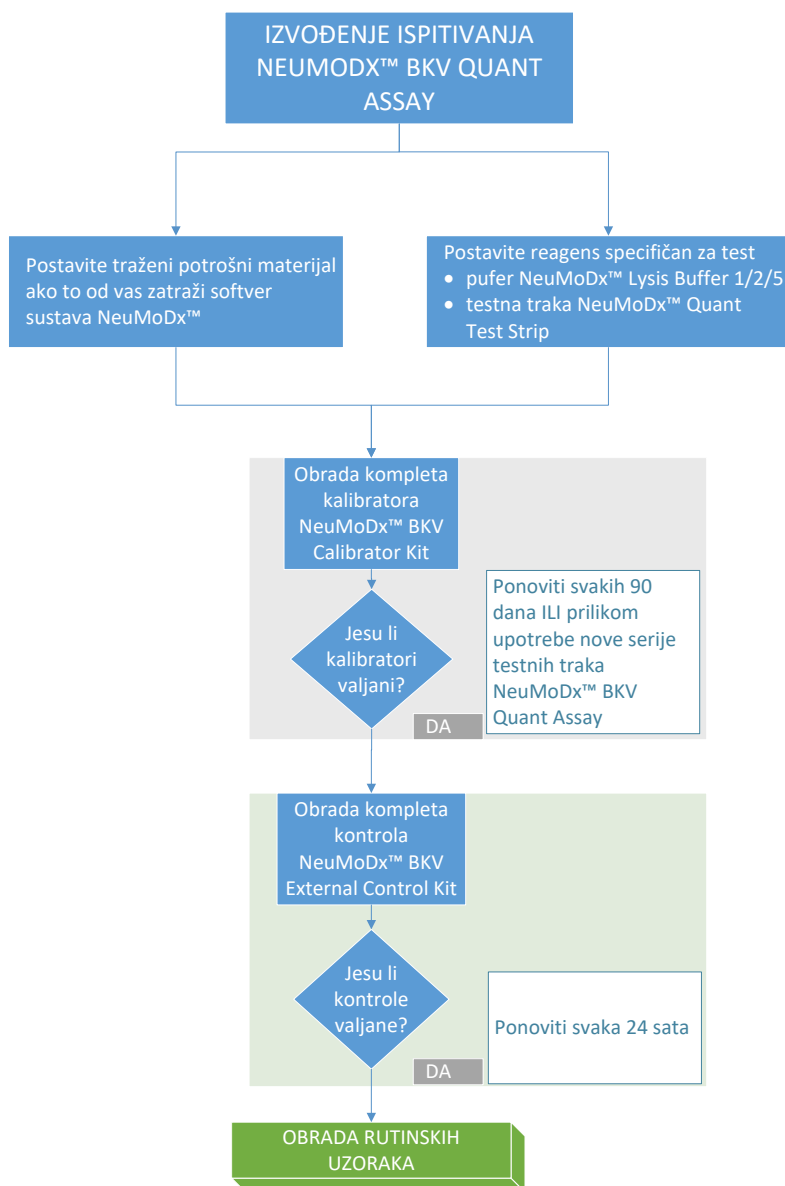 IZVOĐENJE ISPITIVANJA
NEUMODX™ BKV QUANT
ASSAY
Postavite traženi potrošni materijal
ako to od vas zatraži softver
sustava NeuMoDx™
Postavite reagens specifičan za test
• pufer NeuMoDx™ Lysis Buffer 1/2/5
• testna traka NeuMoDx™ Quant
Test Strip
Obrada kompleta
kalibratora
NeuMoDx™ BKV
Calibrator Kit
Jesu li
kalibratori
valjani?
Ponoviti svakih 90
dana ILI prilikom
upotrebe nove serije
testnih traka
NeuMoDx™ BKV
Quant Assay
DA
Obrada kompleta
kontrola
NeuMoDx™ BKV
External Control Kit
Jesu li
kontrole
valjane?
Ponoviti svaka 24 sata
DA
OBRADA RUTINSKIH
UZORAKA